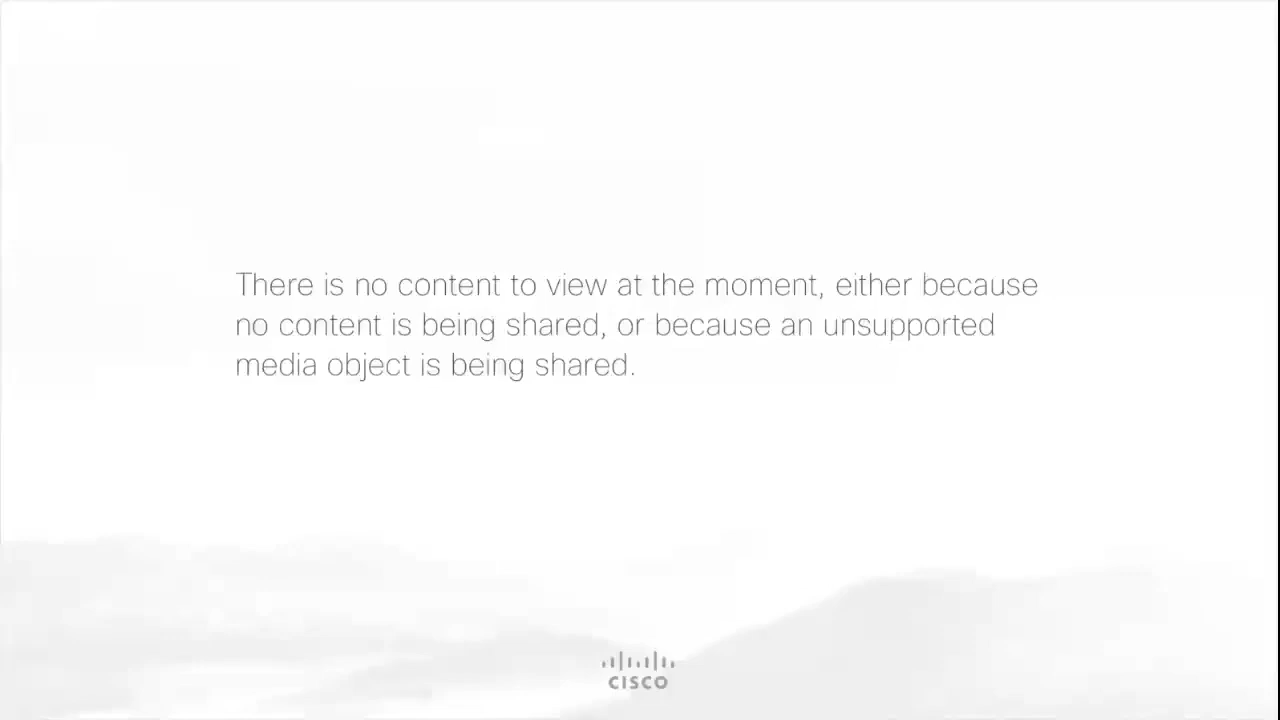 There is no content to view at the moment, either because
no content is being shared, or because an unsupported
media object is being shared.
CISCO